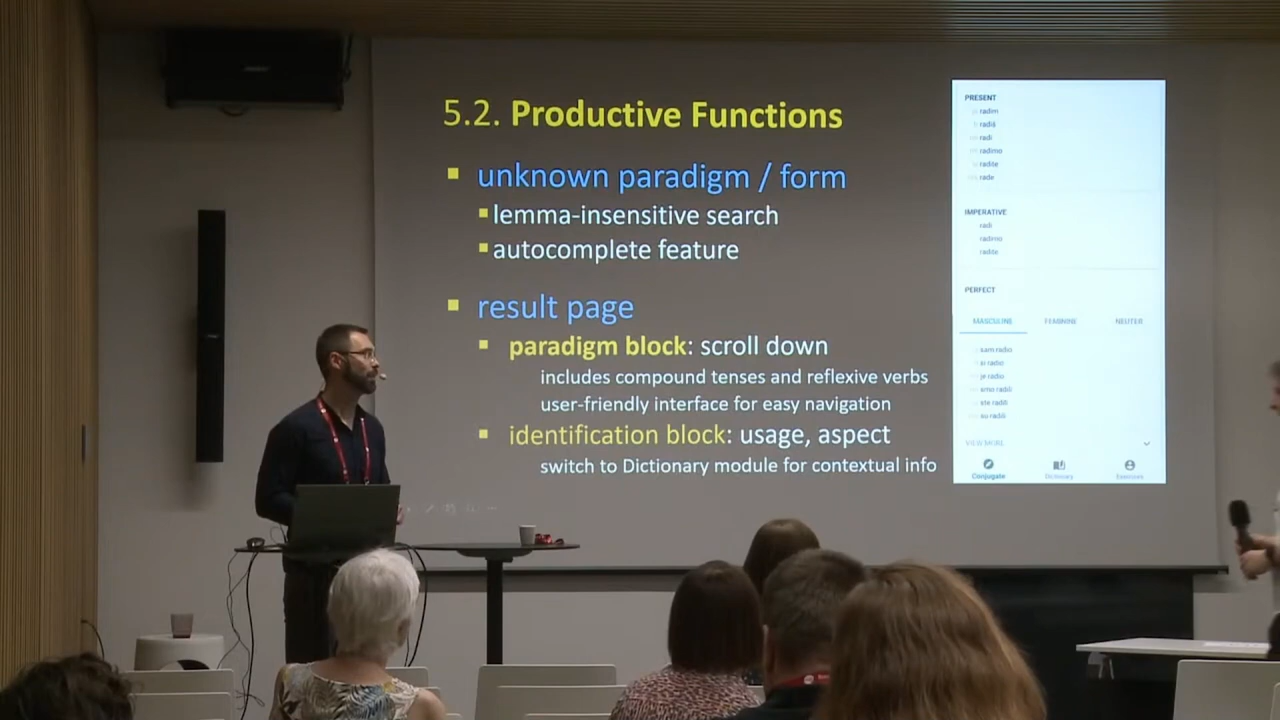 5.2. Productive Functions
unknown paradigm / form
lemma-insensitive search
autocomplete feature
result page
paradigm block: scroll down
includes compound tenses and reflexive verbs
user-friendly interface for easy navigation
identification block: usage, aspect
switch to Dictionary module for contextual info
PRESENT
radim
radiš
radi
radimo
radite
rade
IMPERATIVE
radi
radimo
radite
PERFECT
MASCULINE FEMININE NEUTER
sam radio
si radio
je radio
smo radili
ste radili
su radili
VIEW MORE
Conjugate Dictionary Exercises